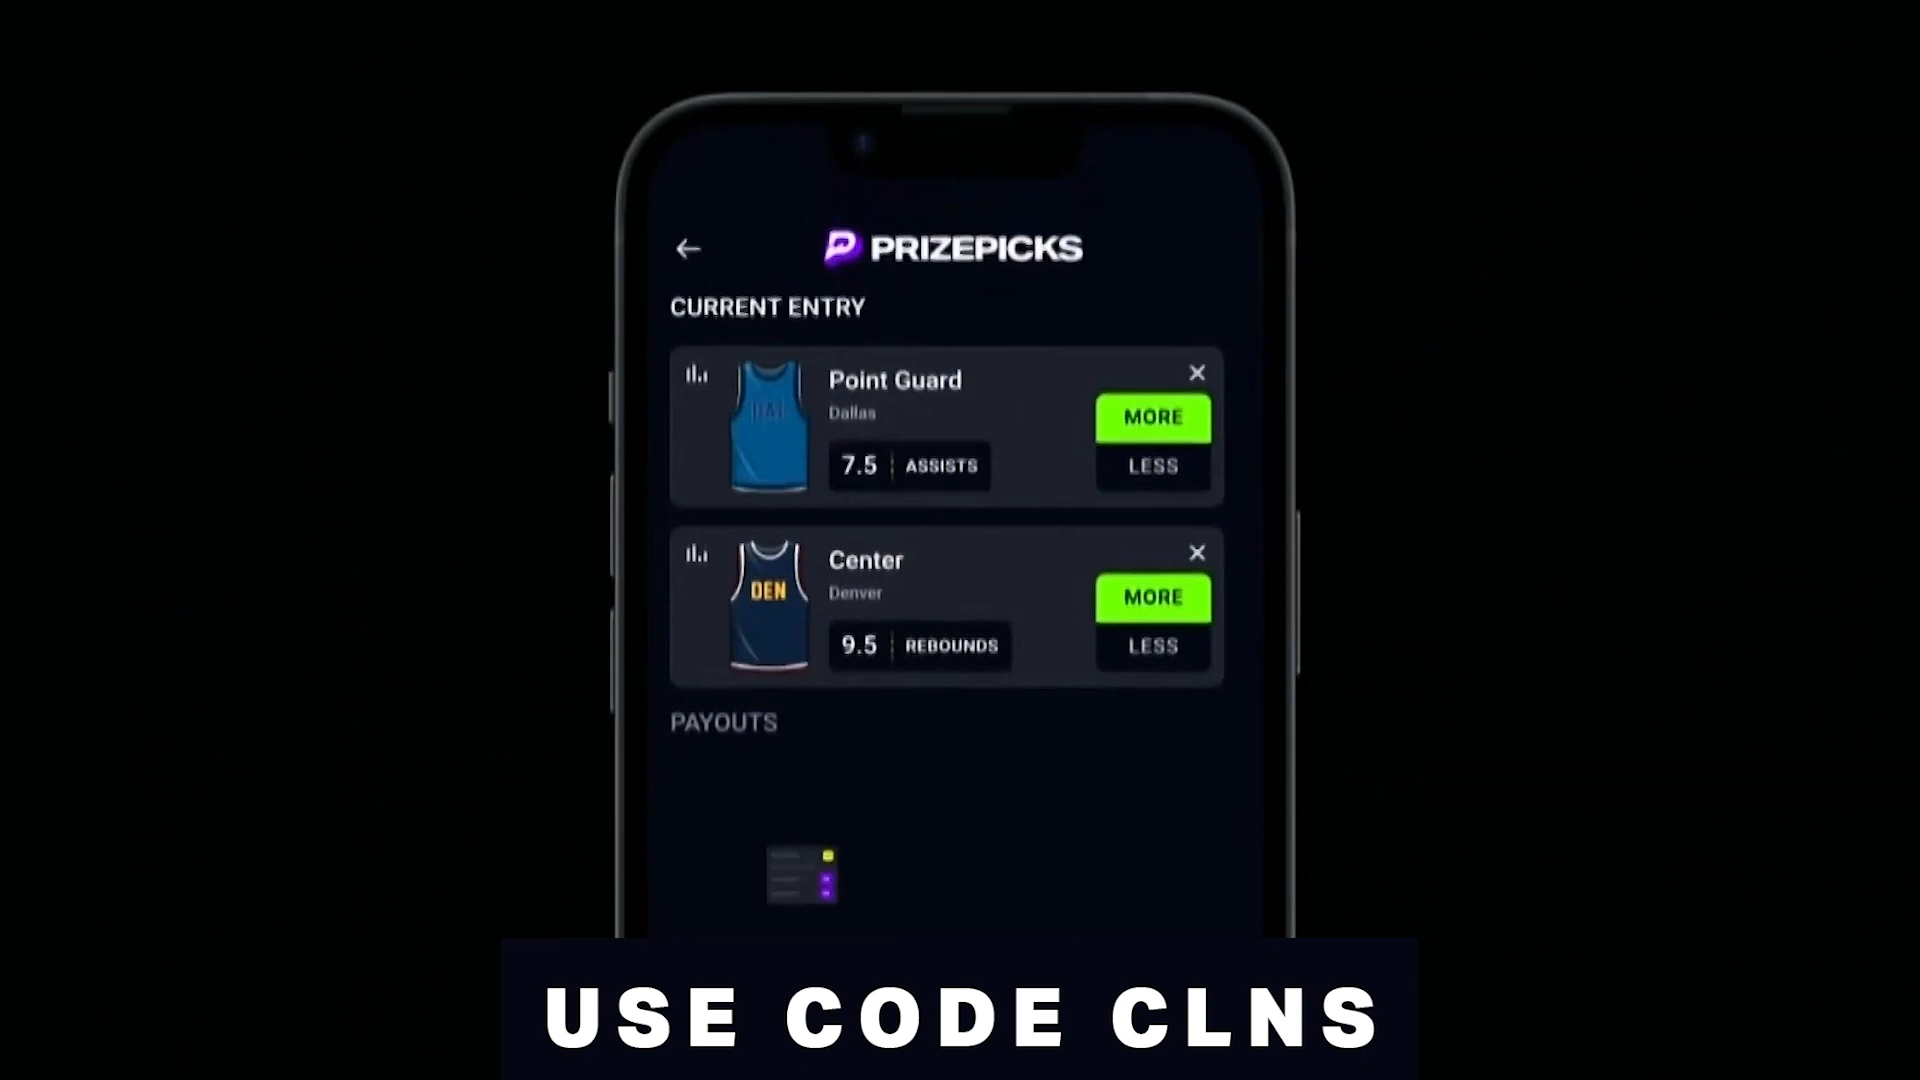 PRIZEPICKS
CURRENT ENTRY
Point Guard
Dallas
DAL
7.5 ASSISTS
MORE
LESS
Center
Denver
DEN
9.5 REBOUNDS
MORE
LESS
PAYOUTS
USE CODE CLNS